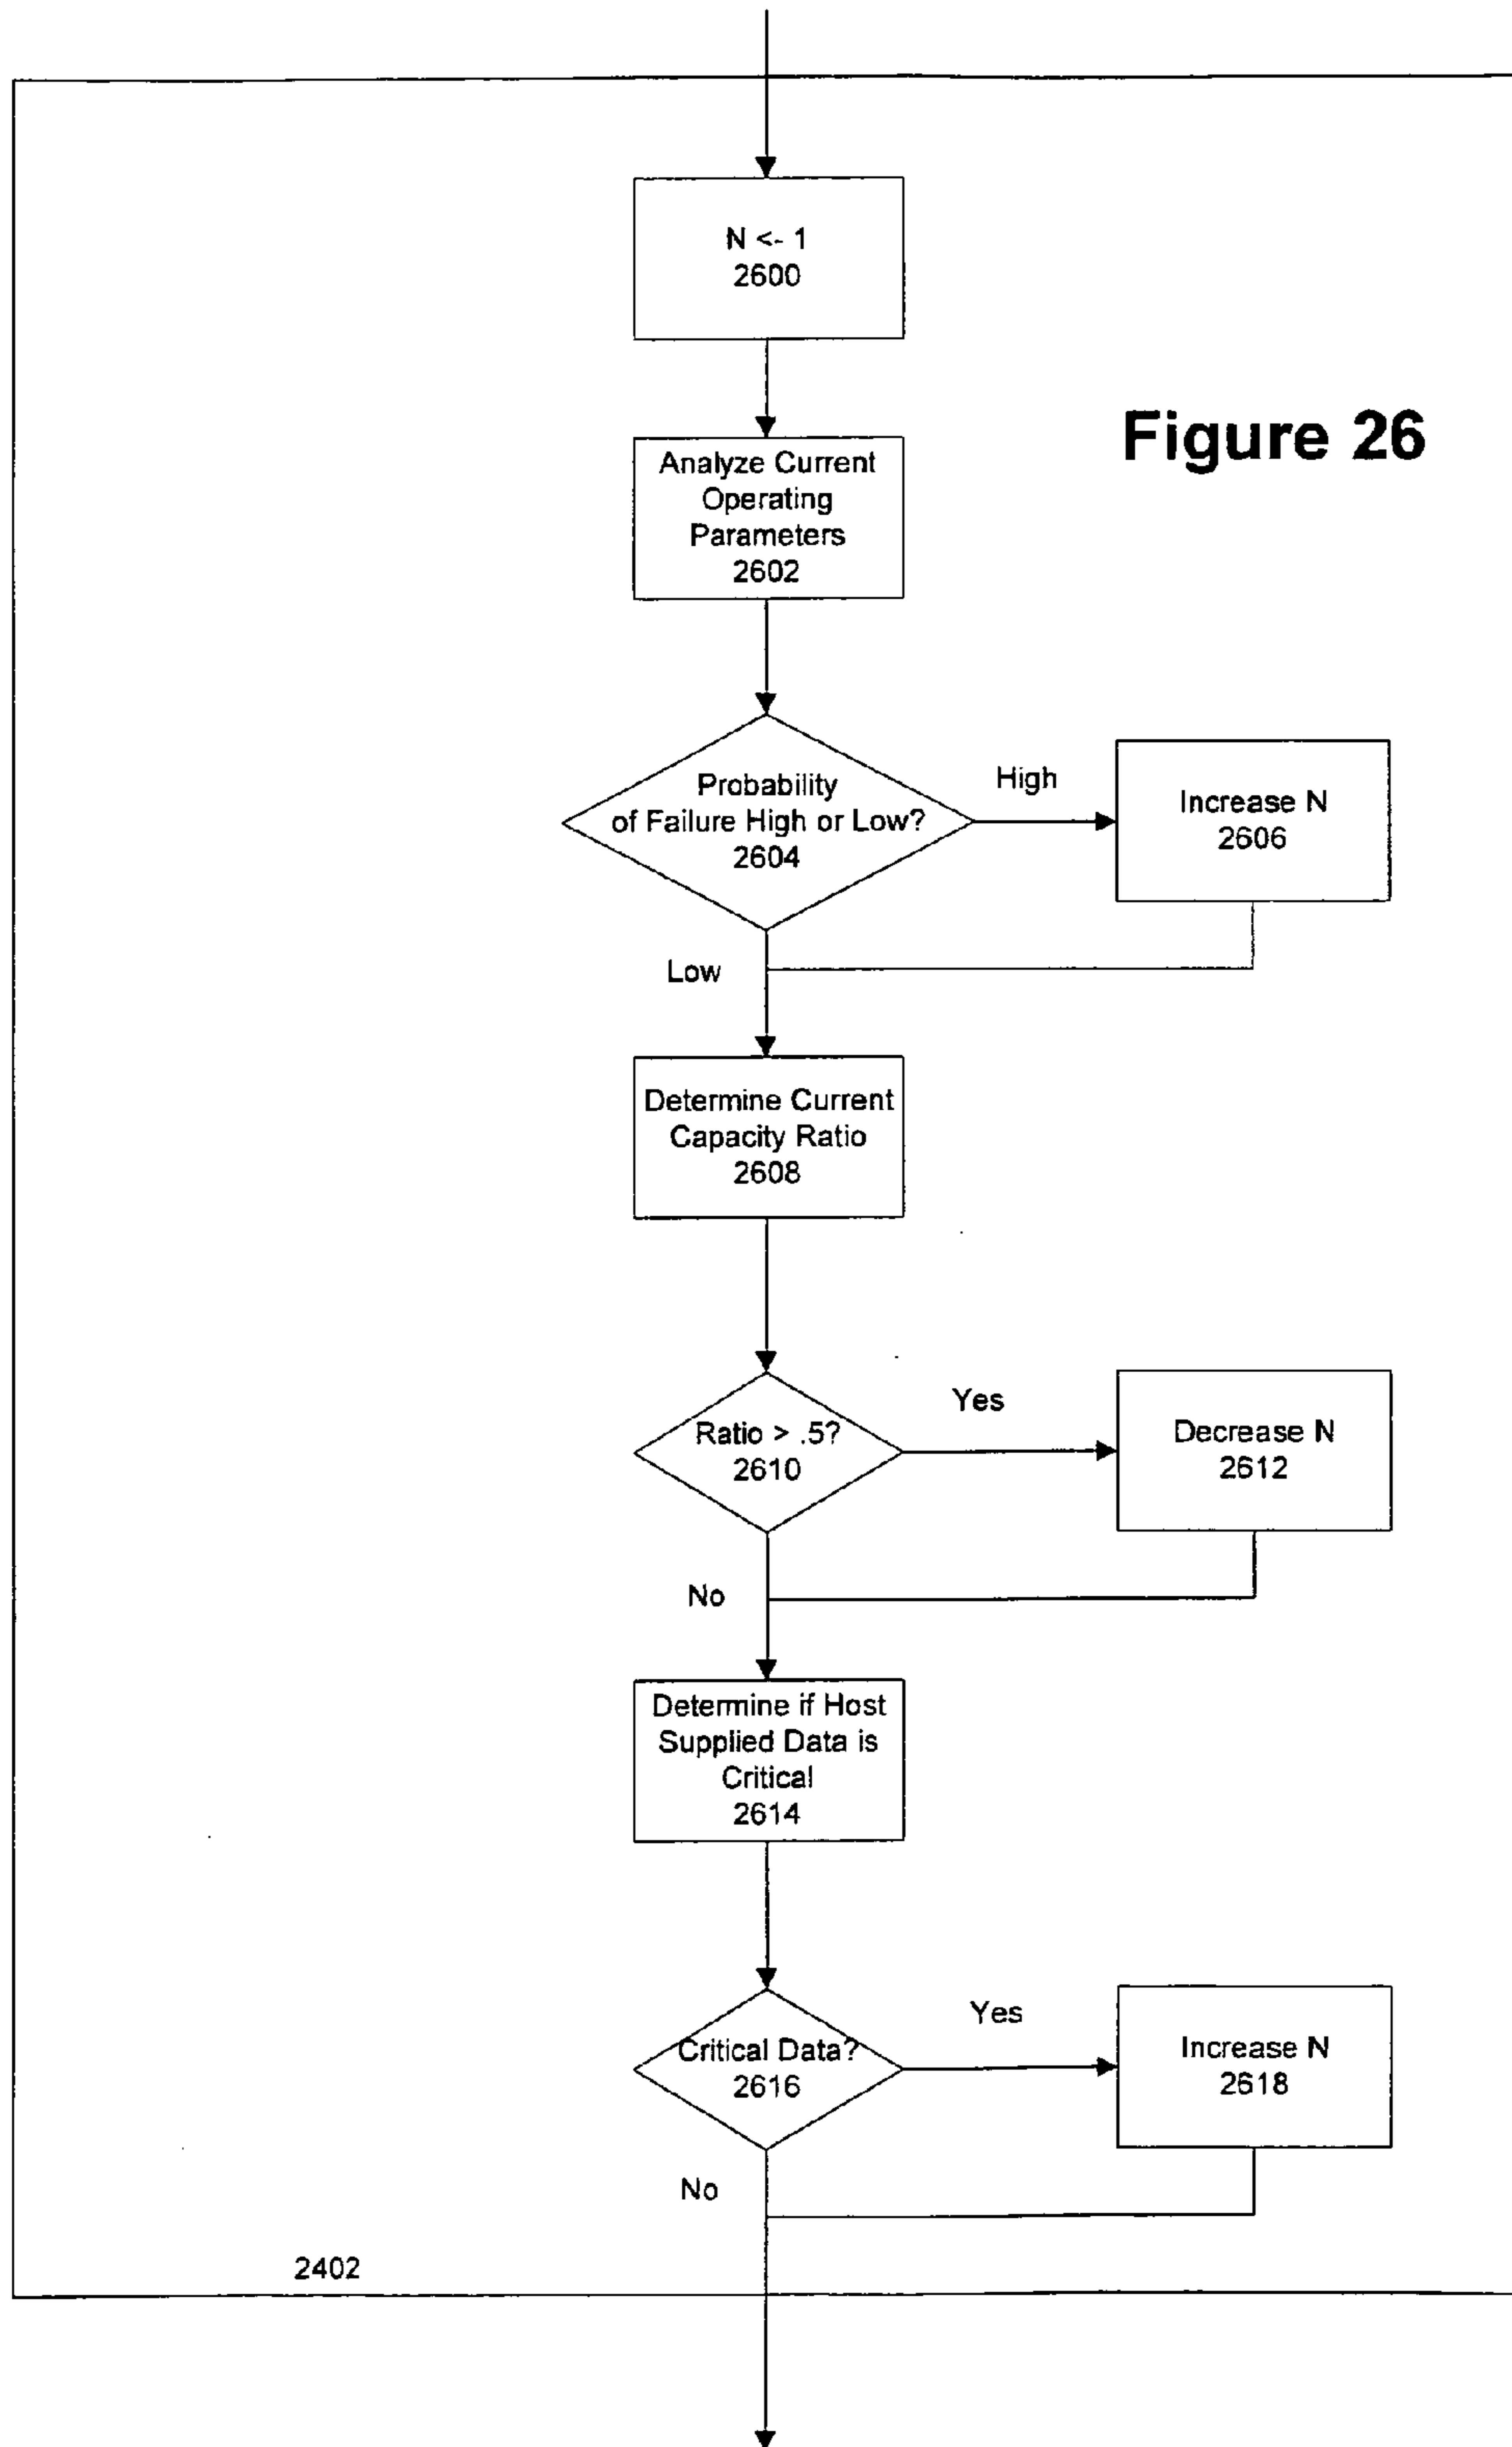 N <- 1
2600
Figure 26
Analyze Current
Operating
Parameters
2602
Probability
of Failure High or Low?
2604
High
Increase N
2606
Low
Determine Current
Capacity Ratio
2608
Ratio > .5?
2610
Yes
Decrease N
2612
No
Determine if Host
Supplied Data is
Critical
2614
Critical Data?
2616
Yes
Increase N
2618
No
2402